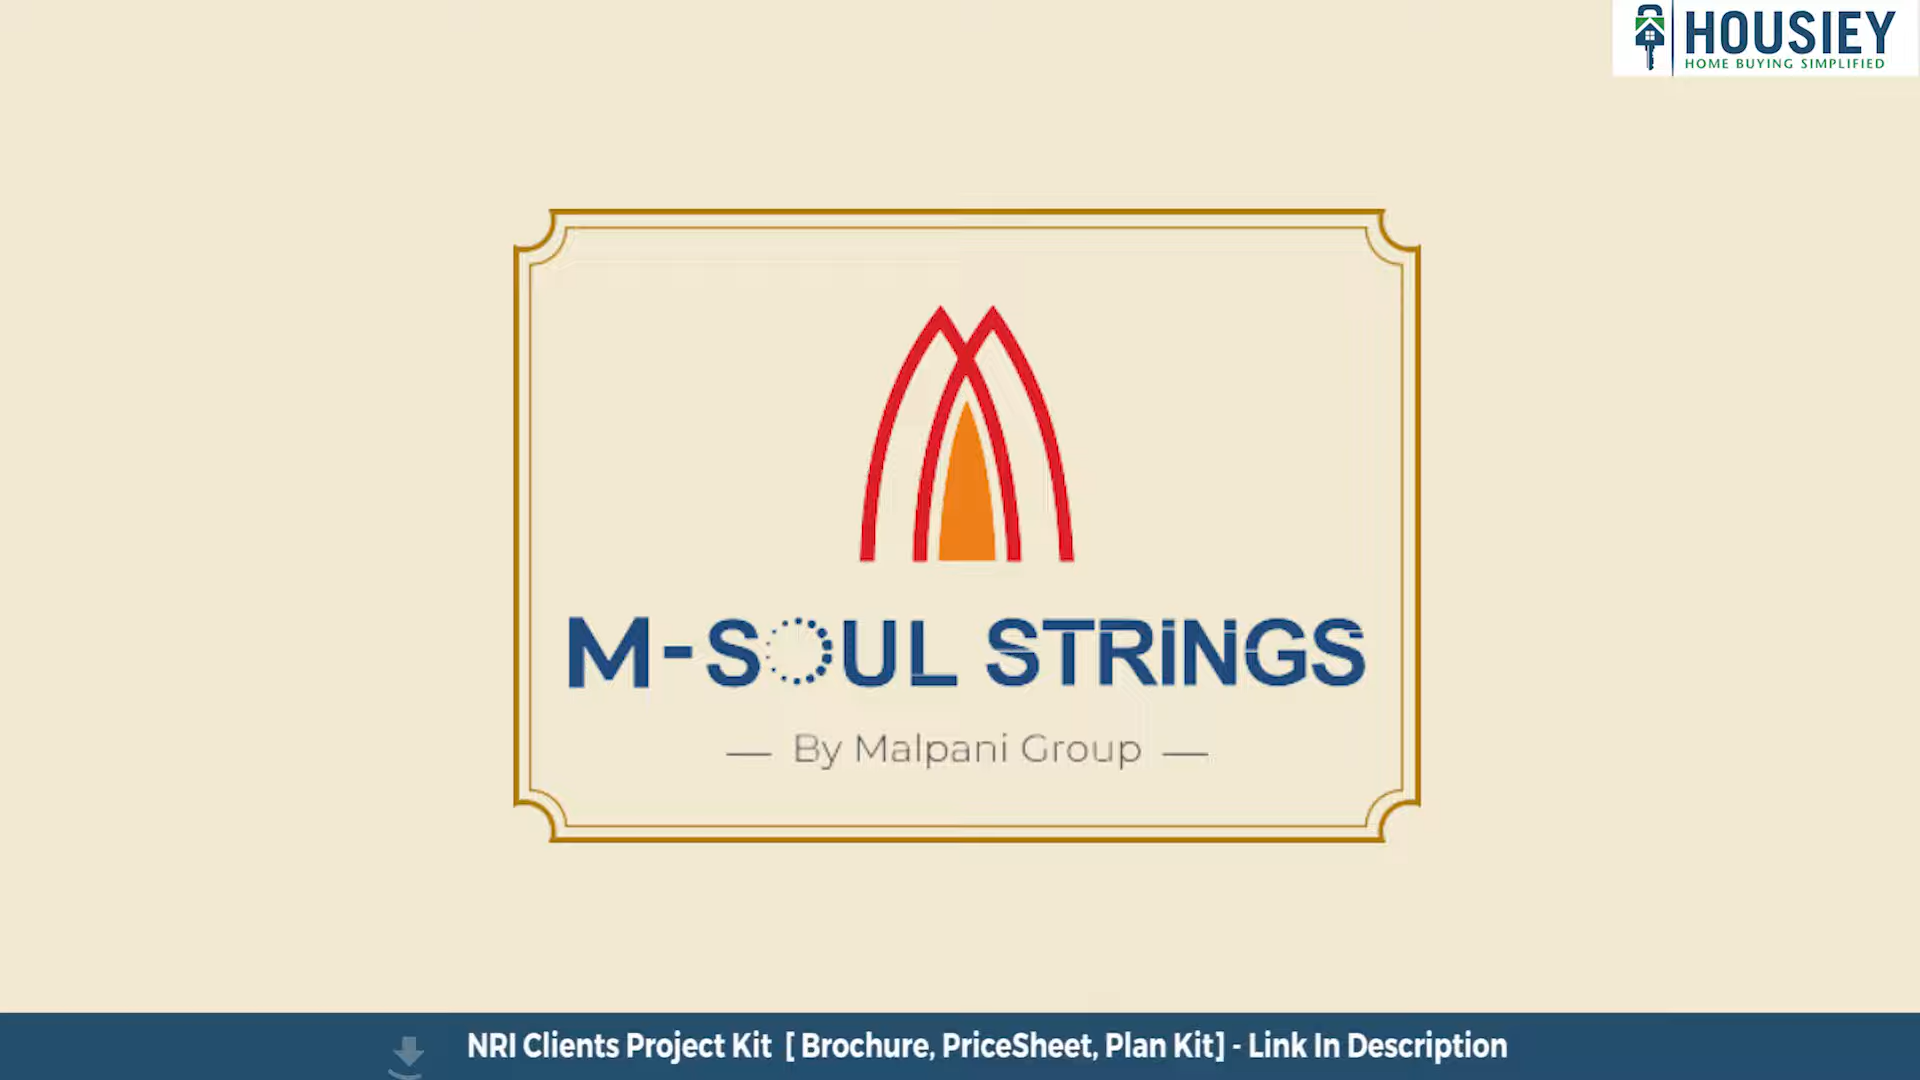 HOUSIEY
HOME BUYING SIMPLIFIED
M-SOUL STRINGS
By Malpani Group
NRI Clients Project Kit [ Brochure, PriceSheet, Plan Kit] - Link In Description